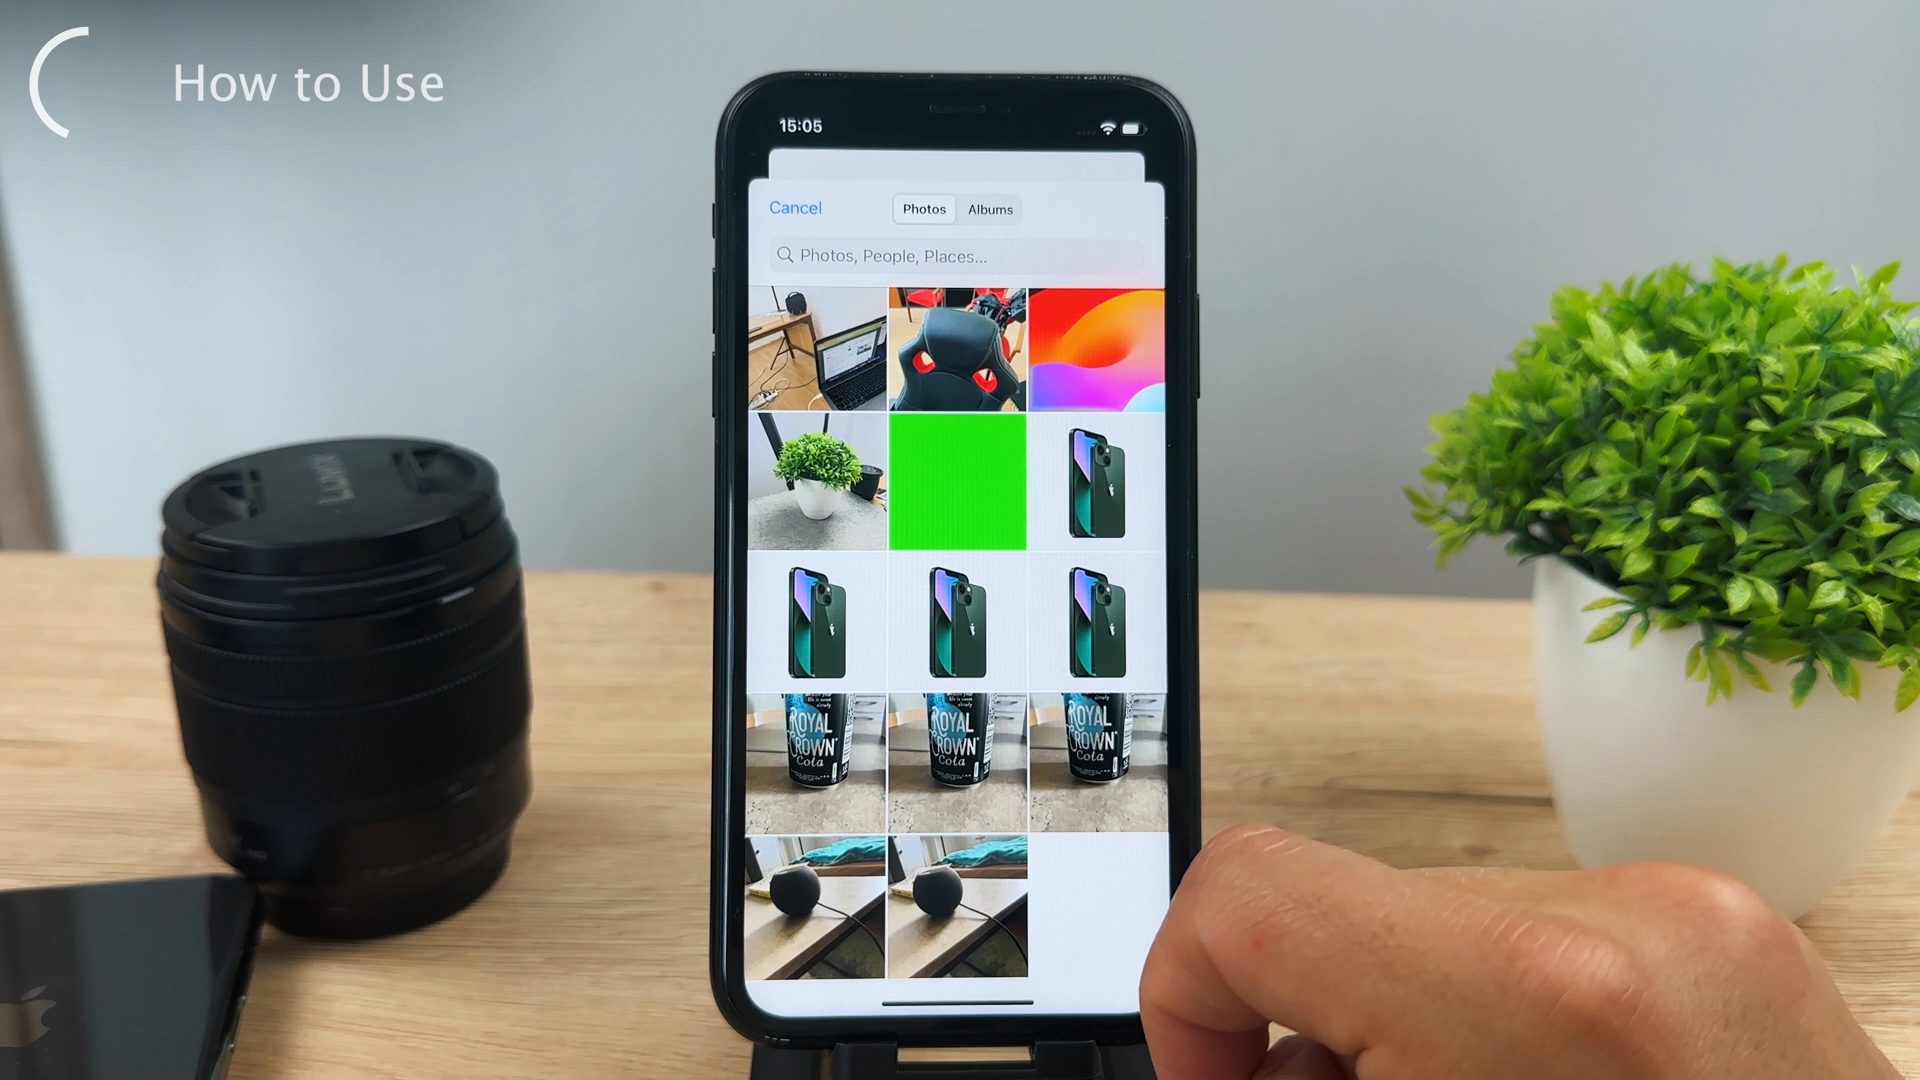 How to Use
15:05
Cancel
Photos
Albums
Photos, People, Places...
ROYAL
CROWN
Cola
ROYAL
CROWN
Cola
ROYAL
CROWN
Cola
LUMIX